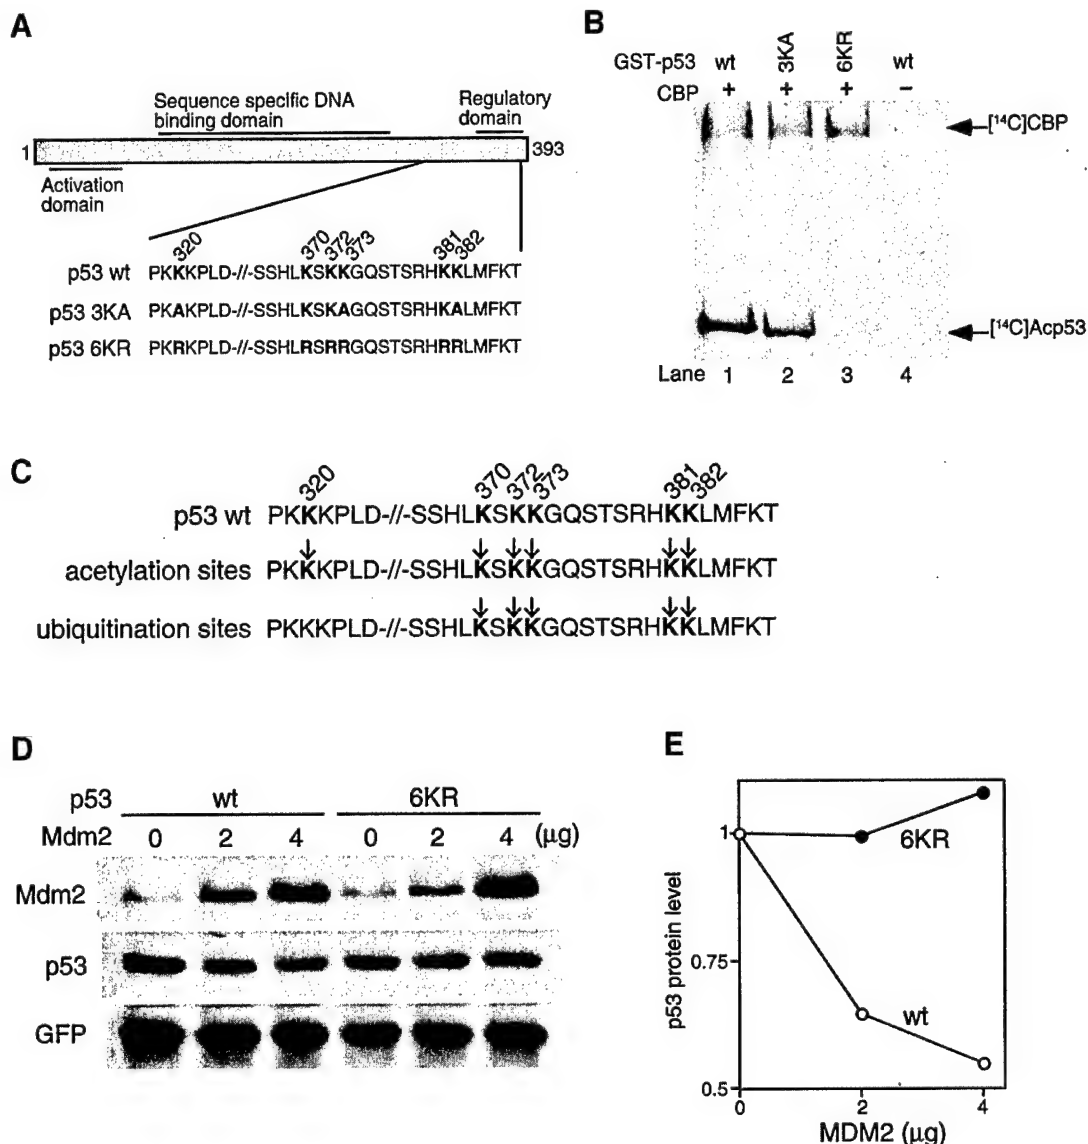 A
Sequence specific DNA
binding domain
Regulatory
domain
1
393
Activation
domain
320 370 372 373 381 382
p53 wt PKKKPLD-//-SSHLKSKKGQSTSRHKKLMFKT
p53 3KA PKAKPLD-//-SSHLKSKAGQSTSRHKALMFKT
p53 6KR PKRKPLD-//-SSHLRSRRGQSTSRHRRLMFKT
B
GST-p53 wt 3KA 6KR wt
CBP + + + −
[¹⁴C]CBP
[¹⁴C]Acp53
Lane 1 2 3 4
C
320 370 372 373 381 382
p53 wt PKKKPLD-//-SSHLKSKKGQSTSRHKKLMFKT
acetylation sites PKKKPLD-//-SSHLKSKKGQSTSRHKKLMFKT
ubiquitination sites PKKKPLD-//-SSHLKSKKGQSTSRHKKLMFKT
D
p53 wt 6KR
Mdm2 0 2 4 0 2 4 (µg)
Mdm2
p53
GFP
E
1
6KR
0.75
p53 protein level
wt
0.5
0 2 4
MDM2 (µg)